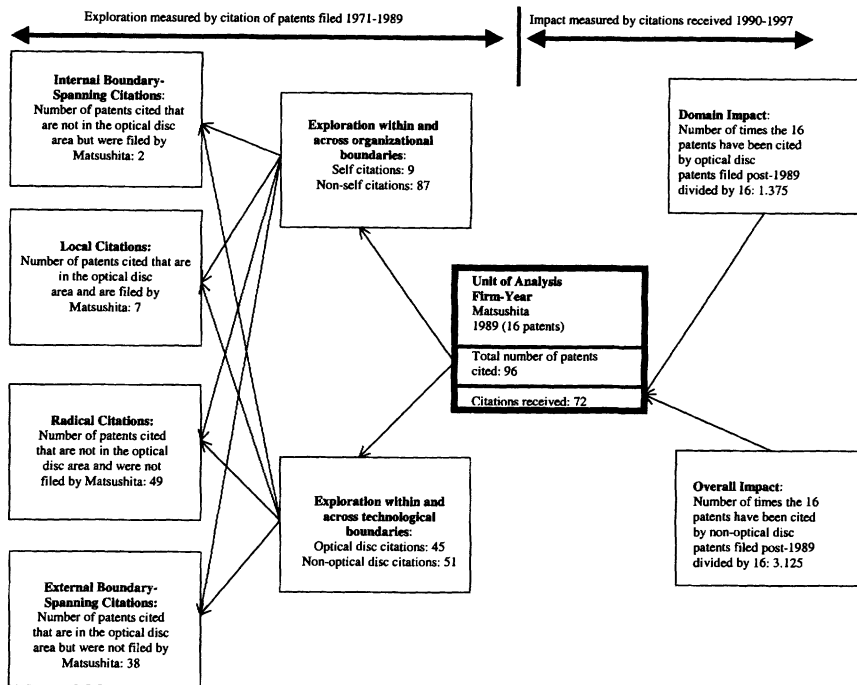 Exploration measured by citation of patents filed 1971-1989
Impact measured by citations received 1990-1997
Internal Boundary-
Spanning Citations:
Number of patents cited that
are not in the optical disc
area but were filed by
Matsushita: 2
Local Citations:
Number of patents cited that are
in the optical disc
area and are filed by
Matsushita: 7
Radical Citations:
Number of patents cited
that are not in the optical
disc area and were not
filed by Matsushita: 49
External Boundary-
Spanning Citations:
Number of patents cited
that are in the optical disc
area but were not filed by
Matsushita: 38
Exploration within and
across organizational
boundaries:
Self citations: 9
Non-self citations: 87
Exploration within and
across technological
boundaries:
Optical disc citations: 45
Non-optical disc citations: 51
Unit of Analysis
Firm-Year
Matsushita
1989 (16 patents)
Total number of patents
cited: 96
Citations received: 72
Domain Impact:
Number of times the 16
patents have been cited
by optical disc
patents filed post-1989
divided by 16: 1.375
Overall Impact:
Number of times the 16
patents have been cited
by non-optical disc
patents filed post-1989
divided by 16: 3.125